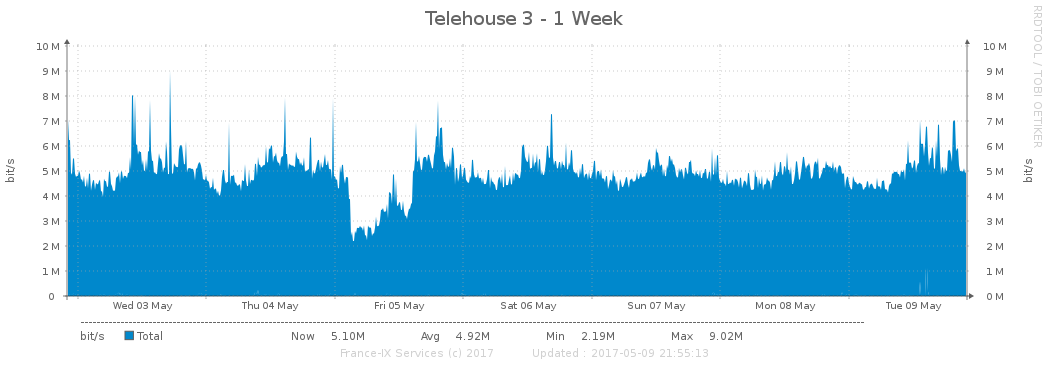 Telehouse 3 - 1 Week
RRDTOOL / TOBI OETIKER
bit/s
bit/s
10 M 10 M
9 M 9 M
8 M 8 M
7 M 7 M
6 M 6 M
5 M 5 M
4 M 4 M
3 M 3 M
2 M 2 M
1 M 1 M
0 0 M
Wed 03 May Thu 04 May Fri 05 May Sat 06 May Sun 07 May Mon 08 May Tue 09 May
bit/s Total Now 5.10M Avg 4.92M Min 2.19M Max 9.02M
France-IX Services (c) 2017 Updated : 2017-05-09 21:55:13